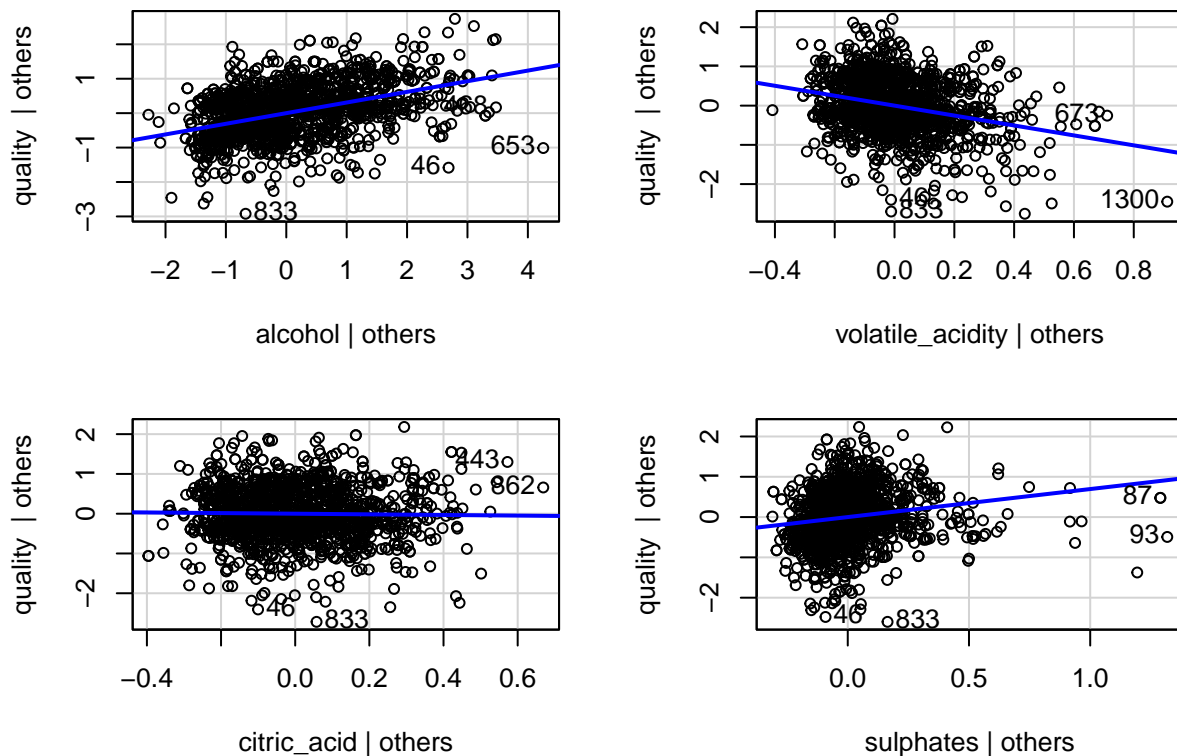 quality | others
1
−1
−3
653
46
833
−2 −1 0 1 2 3 4
alcohol | others
quality | others
2
0
−2
673
46
833
1300
−0.4 0.0 0.2 0.4 0.6 0.8
volatile_acidity | others
quality | others
2
1
0
−2
443
862
46
833
−0.4 0.0 0.2 0.4 0.6
citric_acid | others
quality | others
2
1
0
−2
87
93
46
833
0.0 0.5 1.0
sulphates | others